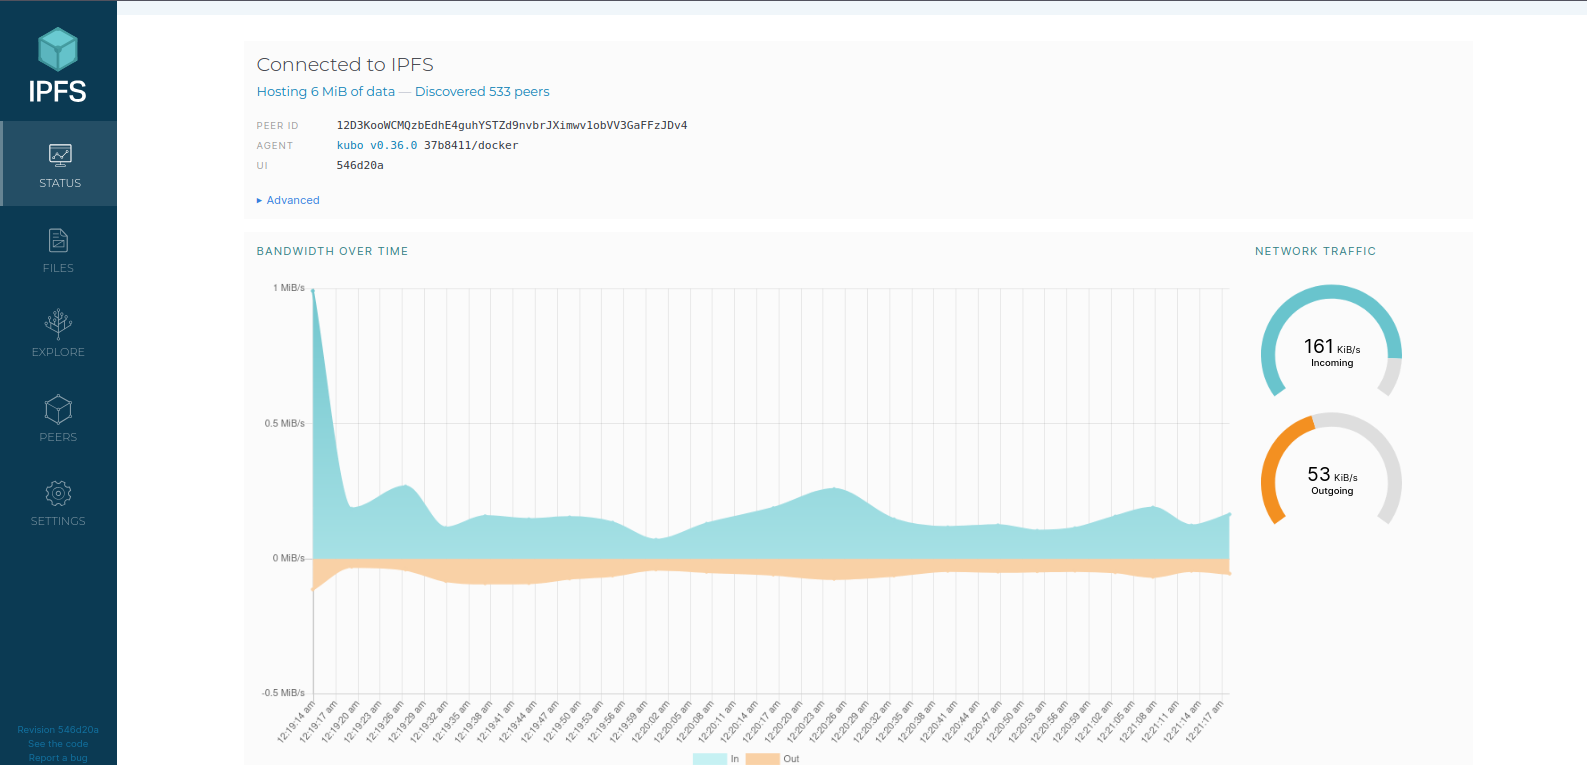 IPFS
STATUS
FILES
EXPLORE
PEERS
SETTINGS
Revision 546d20a
See the code
Report a bug
Connected to IPFS
Hosting 6 MiB of data — Discovered 533 peers
PEER ID 12D3KooWCMQzbEdhE4guhYSTZd9nvbrJXimwv1obVV3GaFFzJDv4
AGENT kubo v0.36.0 37b8411/docker
UI 546d20a
▸ Advanced
BANDWIDTH OVER TIME
1 MiB/s
0.5 MiB/s
0 MiB/s
-0.5 MiB/s
12:19:14 am
12:19:17 am
12:19:20 am
12:19:23 am
12:19:26 am
12:19:29 am
12:19:32 am
12:19:35 am
12:19:38 am
12:19:41 am
12:19:44 am
12:19:47 am
12:19:50 am
12:19:53 am
12:19:56 am
12:19:59 am
12:20:02 am
12:20:05 am
12:20:08 am
12:20:11 am
12:20:14 am
12:20:17 am
12:20:20 am
12:20:23 am
12:20:26 am
12:20:29 am
12:20:32 am
12:20:35 am
12:20:38 am
12:20:41 am
12:20:44 am
12:20:47 am
12:20:50 am
12:20:53 am
12:20:56 am
12:20:59 am
12:21:02 am
12:21:05 am
12:21:08 am
12:21:11 am
12:21:14 am
12:21:17 am
In
Out
NETWORK TRAFFIC
161 KiB/s
Incoming
53 KiB/s
Outgoing